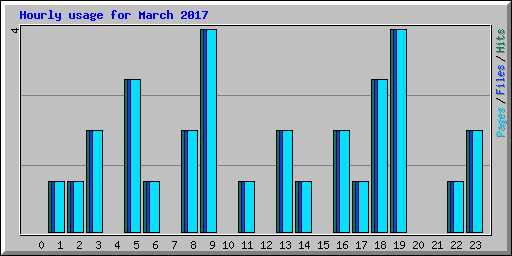 Hourly usage for March 2017
4
Pages / Files / Hits
0 1 2 3 4 5 6 7 8 9 10 11 12 13 14 15 16 17 18 19 20 21 22 23